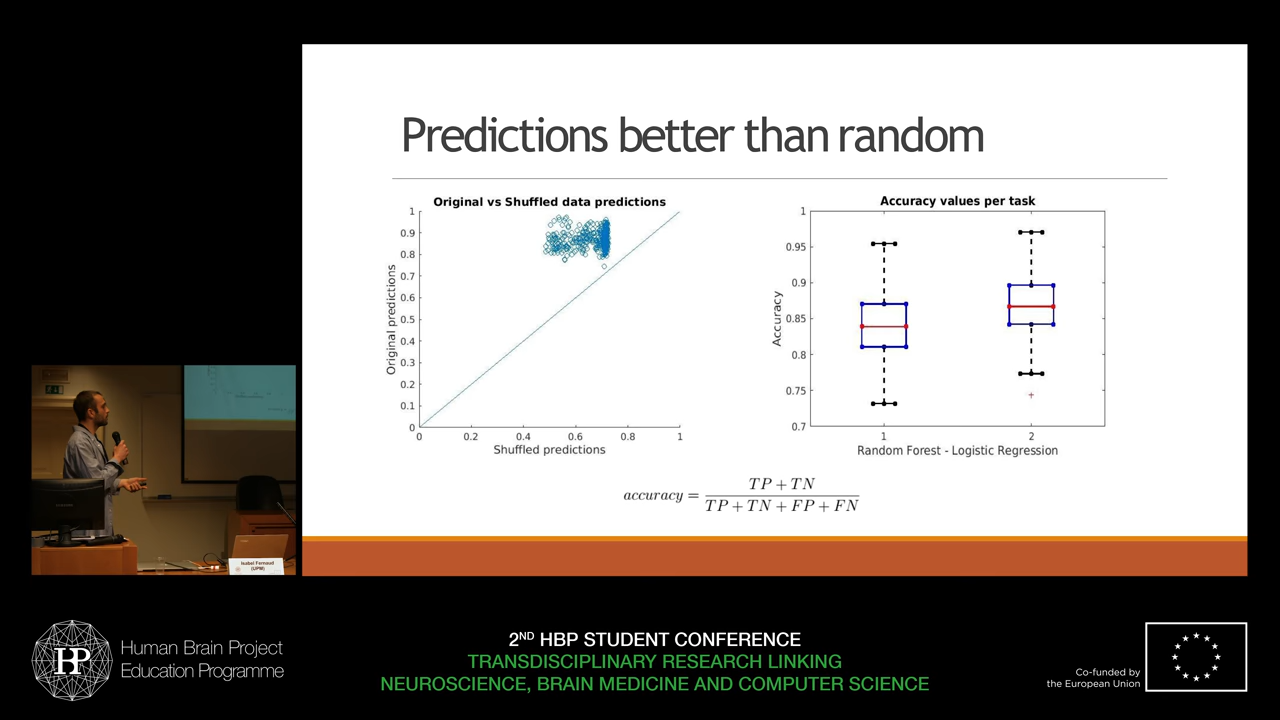 Predictions better than random
Original vs Shuffled data predictions
1
0.9
0.8
0.7
0.6
0.5
0.4
0.3
0.2
0.1
0
0 0.2 0.4 0.6 0.8 1
Original predictions
Shuffled predictions
Accuracy values per task
1
0.95
0.9
0.85
0.8
0.75
0.7
1 2
Accuracy
Random Forest - Logistic Regression
accuracy = TP + TN / TP + TN + FP + FN
Isabel Farnaud
(UPM)
HBP
Human Brain Project
Education Programme
2ND HBP STUDENT CONFERENCE
TRANSDISCIPLINARY RESEARCH LINKING
NEUROSCIENCE, BRAIN MEDICINE AND COMPUTER SCIENCE
Co-funded by
the European Union